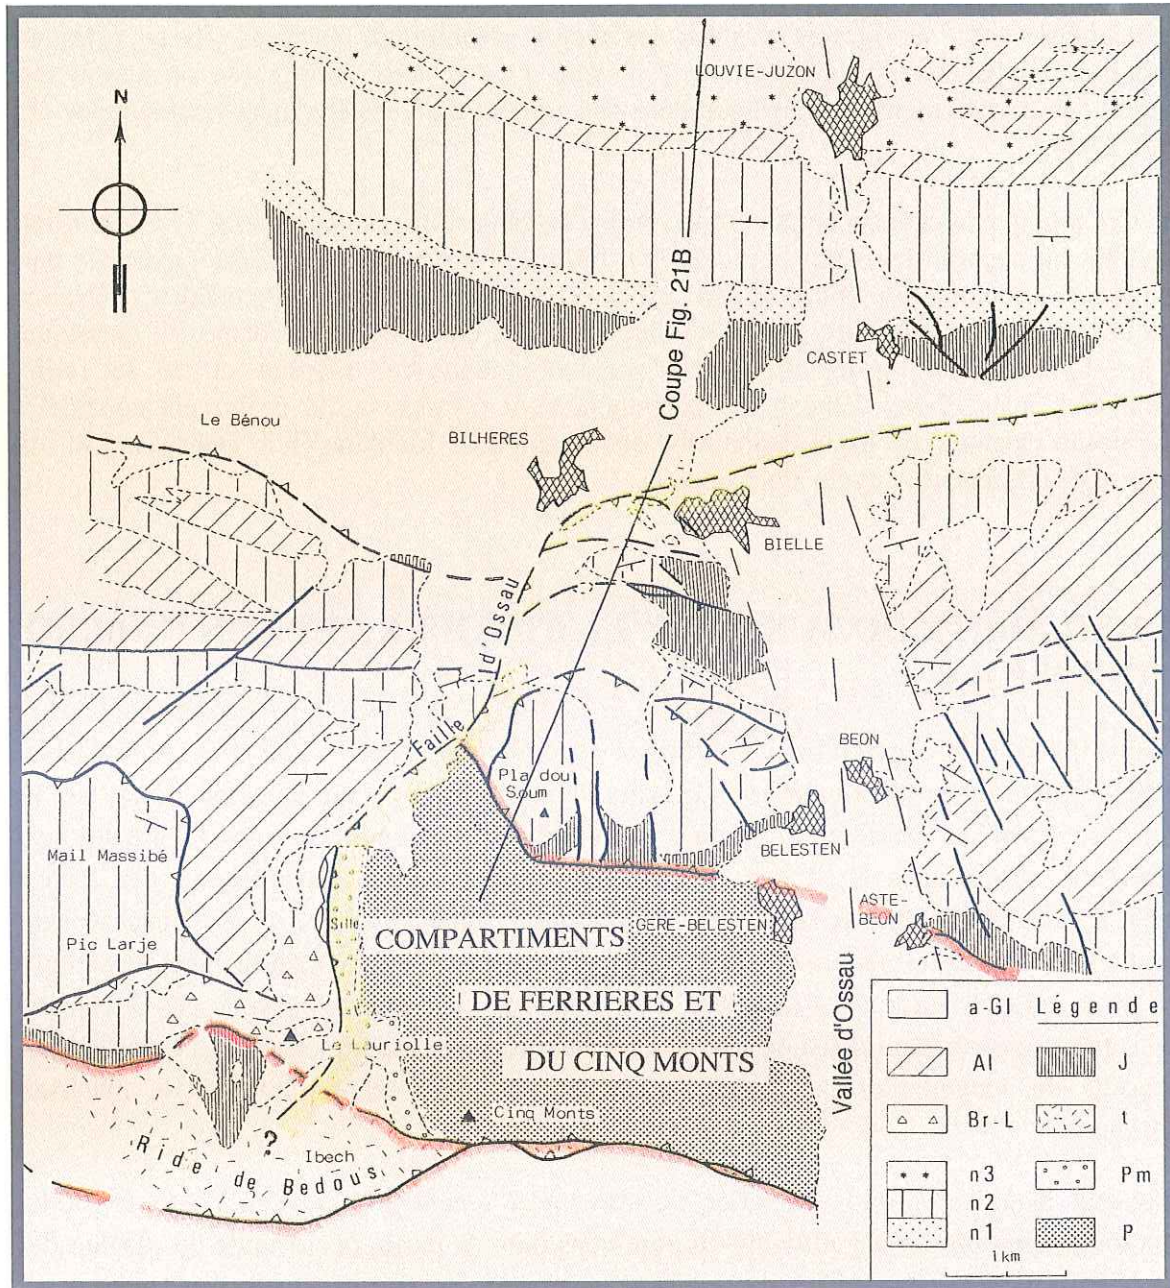 N
LOUVIE-JUZON
Coupe Fig. 21B
CASTET
Le Bénou
BILHERES
BIELLE
Faille d'Ossau
Pla dou
Soum
BEON
BELESTEN
Mail Massibé
Pic Larje
Sille
GERE-BELESTEN
ASTE-
BEON
COMPARTIMENTS
DE FERRIERES ET
DU CINQ MONTS
Le Lauriolle
Cinq Monts
Vallée d'Ossau
?
Ibech
Ride de Bedous
a-Gl Légende
Al J
Br-L t
n3 Pm
n2
n1 P
1km